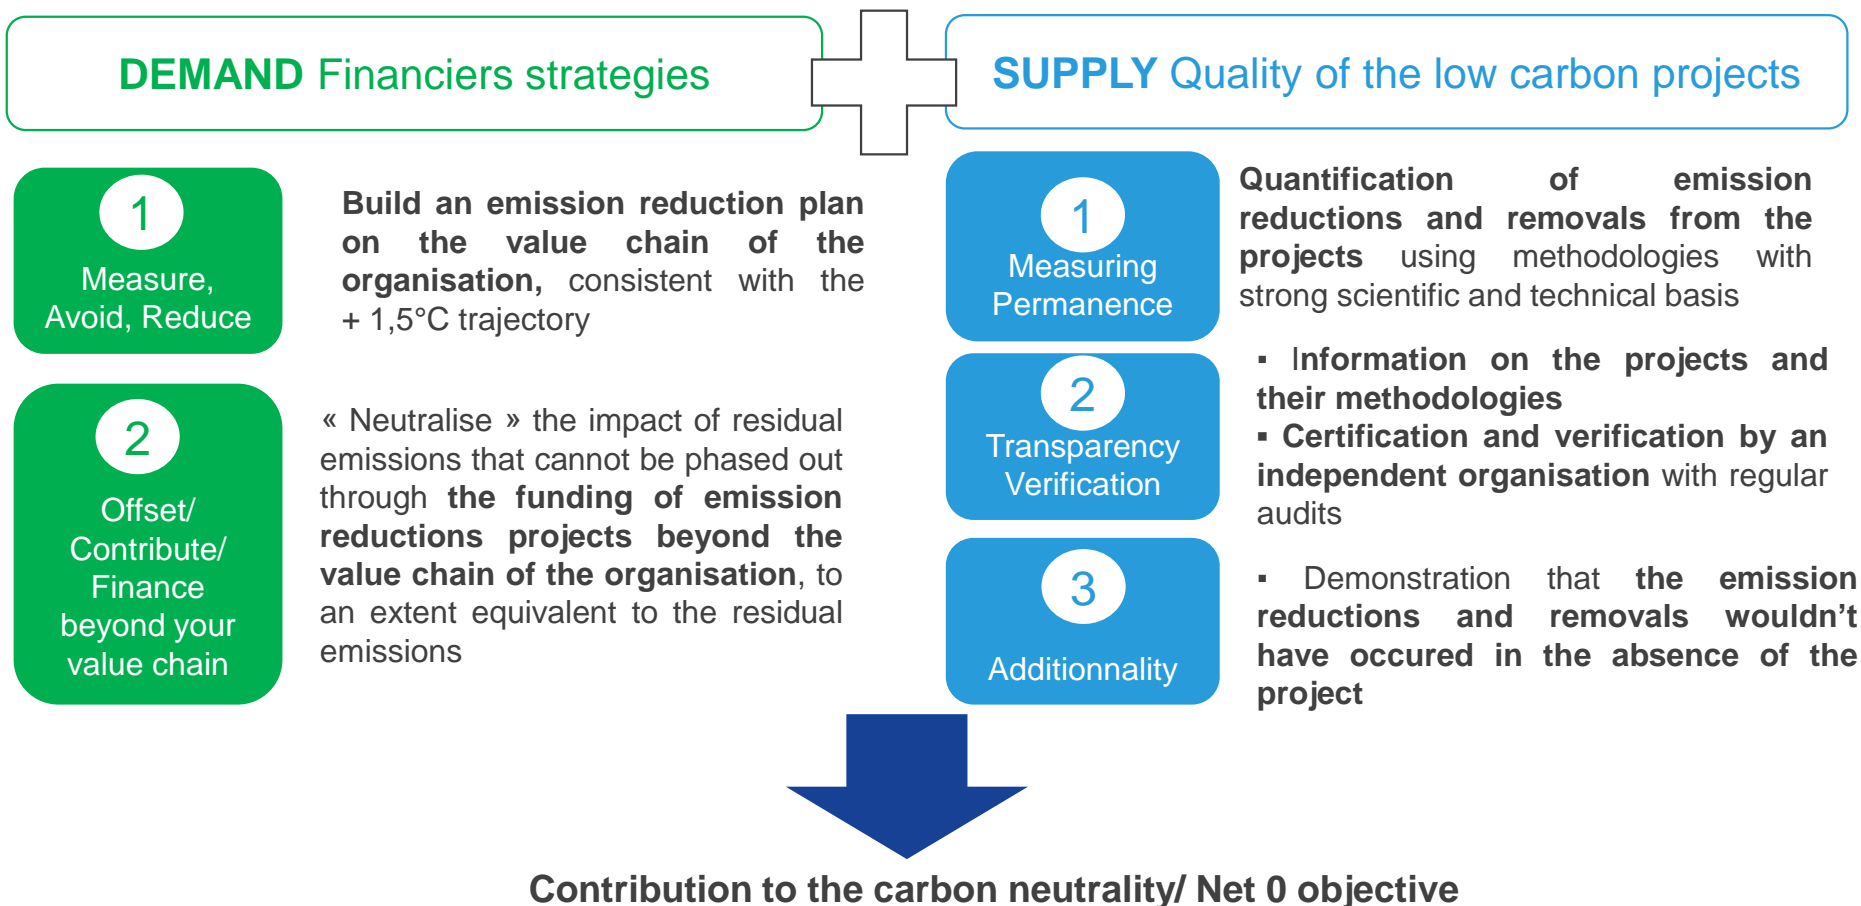 DEMAND Financiers strategies
SUPPLY Quality of the low carbon projects
1
Measure,
Avoid, Reduce
Build an emission reduction plan
on the value chain of the
organisation, consistent with the
+ 1,5°C trajectory
2
Offset/
Contribute/
Finance
beyond your
value chain
« Neutralise » the impact of residual
emissions that cannot be phased out
through the funding of emission
reductions projects beyond the
value chain of the organisation, to
an extent equivalent to the residual
emissions
1
Measuring
Permanence
Quantification of emission
reductions and removals from the
projects using methodologies with
strong scientific and technical basis
2
Transparency
Verification
▪ Information on the projects and
their methodologies
▪ Certification and verification by an
independent organisation with regular
audits
3
Additionnality
▪ Demonstration that the emission
reductions and removals wouldn't
have occured in the absence of the
project
Contribution to the carbon neutrality/ Net 0 objective